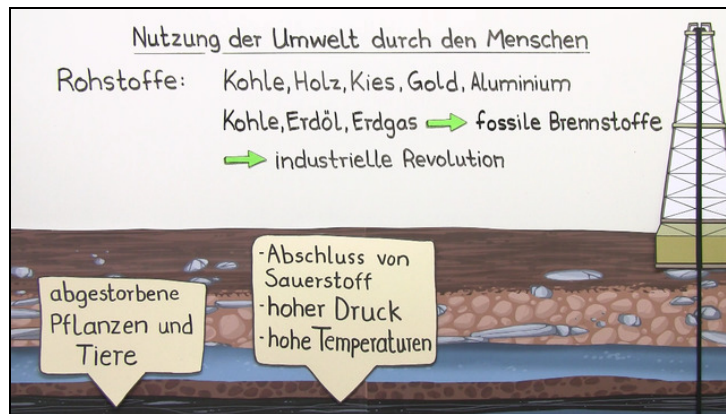 Nutzung der Umwelt durch den Menschen
Rohstoffe: Kohle, Holz, Kies, Gold, Aluminium
Kohle, Erdöl, Erdgas → fossile Brennstoffe
→ industrielle Revolution
abgestorbene
Pflanzen und
Tiere
- Abschluss von
Sauerstoff
- hoher Druck
- hohe Temperaturen